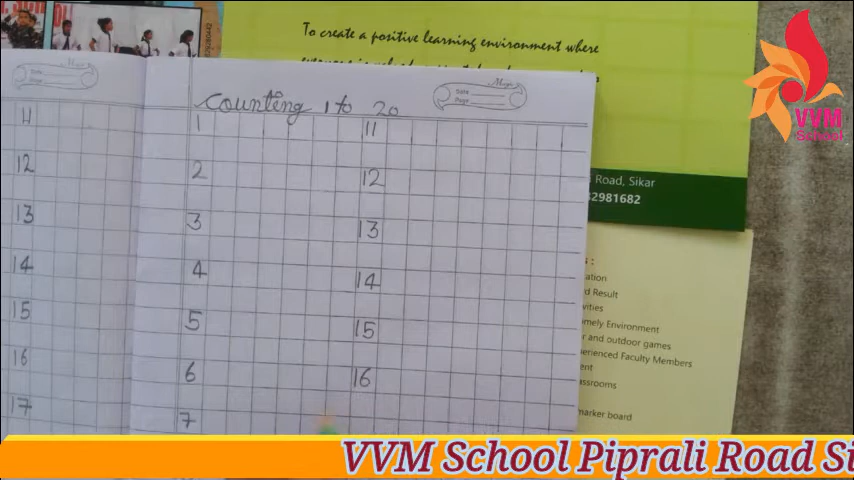 To create a positive learning environment where
Date
Page
11
12
13
14
15
16
17
Counting 1 to 20
Date
Page
1 11
2 12
3 13
4 14
5 15
6 16
7
VVM
School
Road, Sikar
82981682
ation
d Result
vities
mely Environment
r and outdoor games
erienced Faculty Members
ent
assrooms
marker board
VVM School Piprali Road Si